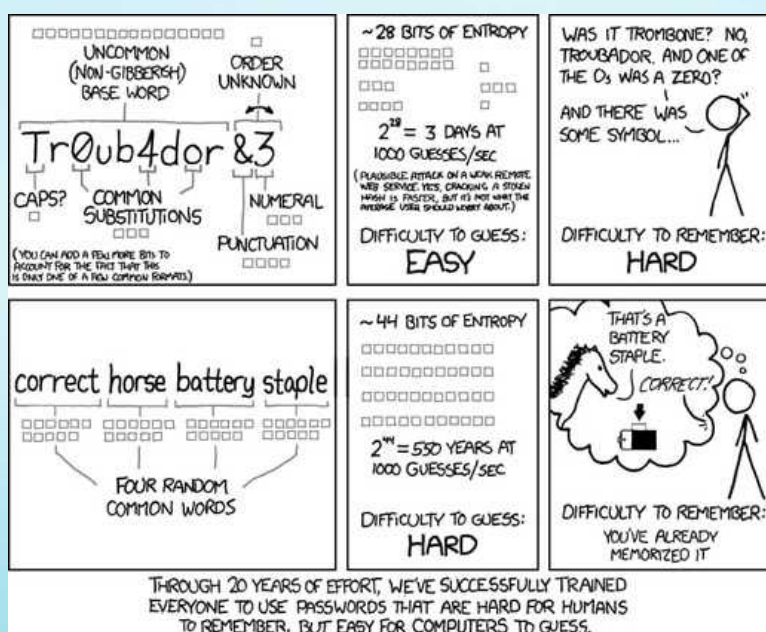 UNCOMMON
(NON-GIBBERISH)
BASE WORD
ORDER
UNKNOWN
Tr0ub4dor &3
CAPS?
COMMON
SUBSTITUTIONS
NUMERAL
PUNCTUATION
(YOU CAN ADD A FEW MORE BITS TO
ACCOUNT FOR THE FACT THAT THIS
IS ONLY ONE OF A FEW COMMON FORMATS.)
~28 BITS OF ENTROPY
2^28 = 3 DAYS AT
1000 GUESSES/SEC
(PLAUSIBLE ATTACK ON A WEAK REMOTE
WEB SERVICE. YES, CRACKING A STOLEN
HASH IS FASTER, BUT IT'S NOT WHAT THE
AVERAGE USER SHOULD WORRY ABOUT.)
DIFFICULTY TO GUESS:
EASY
WAS IT TROMBONE? NO,
TROUBADOR. AND ONE OF
THE Os WAS A ZERO?
AND THERE WAS
SOME SYMBOL...
DIFFICULTY TO REMEMBER:
HARD
correct horse battery staple
FOUR RANDOM
COMMON WORDS
~44 BITS OF ENTROPY
2^44 = 550 YEARS AT
1000 GUESSES/SEC
DIFFICULTY TO GUESS:
HARD
THAT'S A
BATTERY
STAPLE.
CORRECT!
DIFFICULTY TO REMEMBER:
YOU'VE ALREADY
MEMORIZED IT
THROUGH 20 YEARS OF EFFORT, WE'VE SUCCESSFULLY TRAINED
EVERYONE TO USE PASSWORDS THAT ARE HARD FOR HUMANS
TO REMEMBER, BUT EASY FOR COMPUTERS TO GUESS.